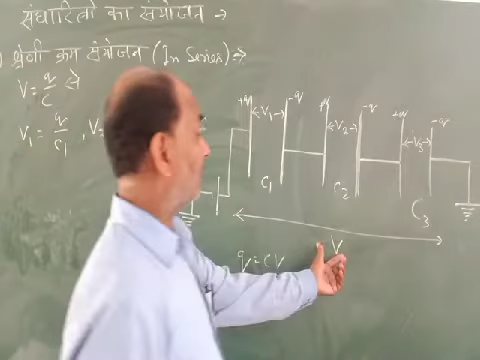 संधारित्रों का संयोजन →
) श्रेणी क्रम संयोजन (In Series) :→
V = q/C से
V₁ = q/C₁ , V₂
+q ←V₁→ -q +q ←V₂→ -q +q ←V₃→ -q
C₁ C₂ C₃
V
q = CV